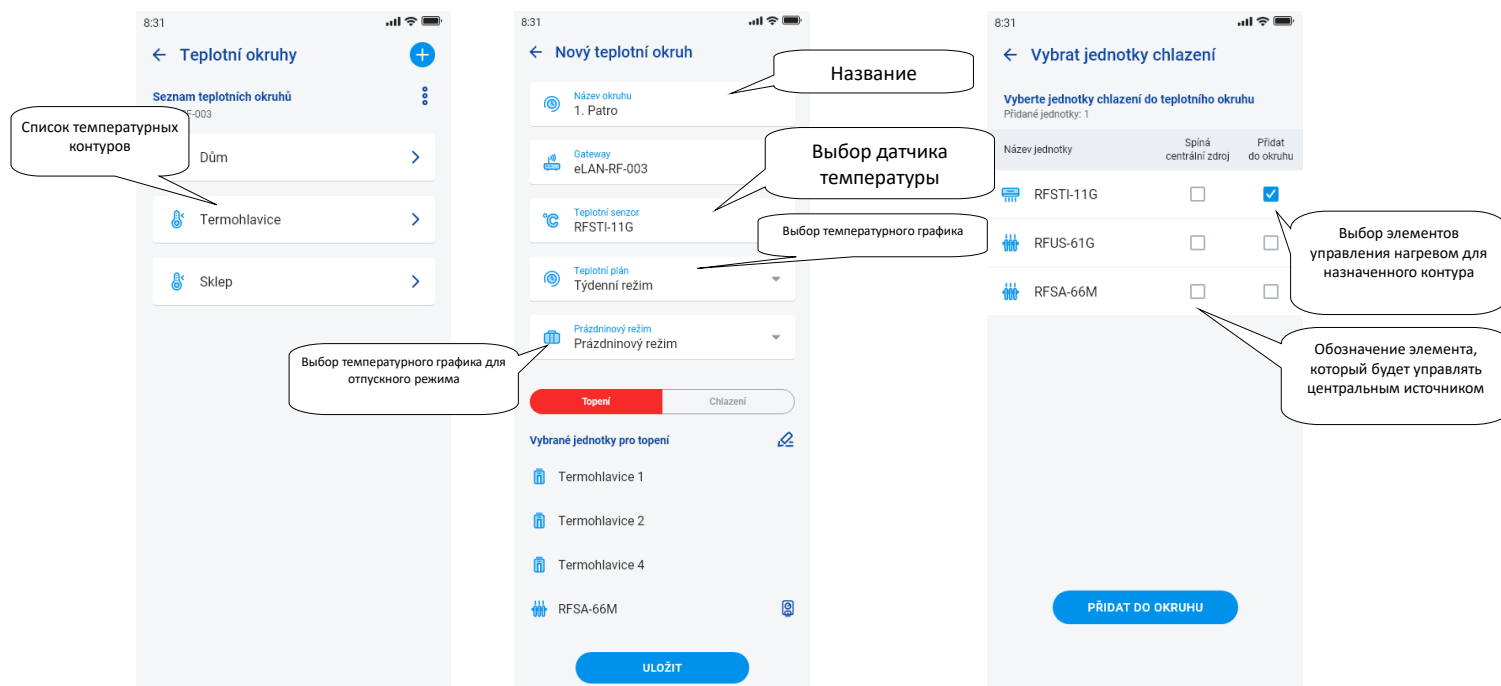 8:31
Teplotní okruhy
Seznam teplotních okruhů
F-003
Список температурных
контуров
Dům
Termohlavice
Sklep
8:31
Nový teplotní okruh
Название
Název okruhu
1. Patro
Gateway
eLAN-RF-003
Выбор датчика
температуры
Teplotní senzor
RFSTI-11G
Выбор температурного графика
Teplotní plán
Týdenní režim
Prázdninový režim
Prázdninový režim
Выбор температурного графика для
отпускного режима
Topení
Chlazení
Vybrané jednotky pro topení
Termohlavice 1
Termohlavice 2
Termohlavice 4
RFSA-66M
ULOŽIT
8:31
Vybrat jednotky chlazení
Vyberte jednotky chlazení do teplotního okruhu
Přidané jednotky: 1
Název jednotky
Spíná
centrální zdroj
Přidat
do okruhu
RFSTI-11G
RFUS-61G
RFSA-66M
Выбор элементов
управления нагревом для
назначенного контура
Обозначение элемента,
который будет управлять
центральным источником
PŘIDAT DO OKRUHU